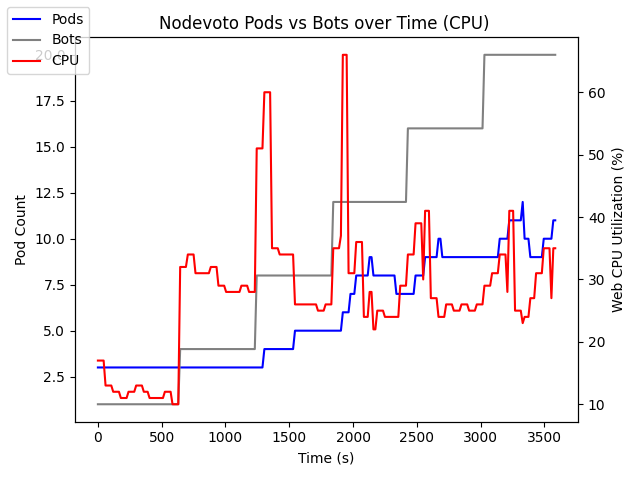 Nodevoto Pods vs Bots over Time (CPU)
Pods
Bots
CPU
20.0
17.5
15.0
12.5
10.0
7.5
5.0
2.5
Pod Count
60
50
40
30
20
10
Web CPU Utilization (%)
0 500 1000 1500 2000 2500 3000 3500
Time (s)